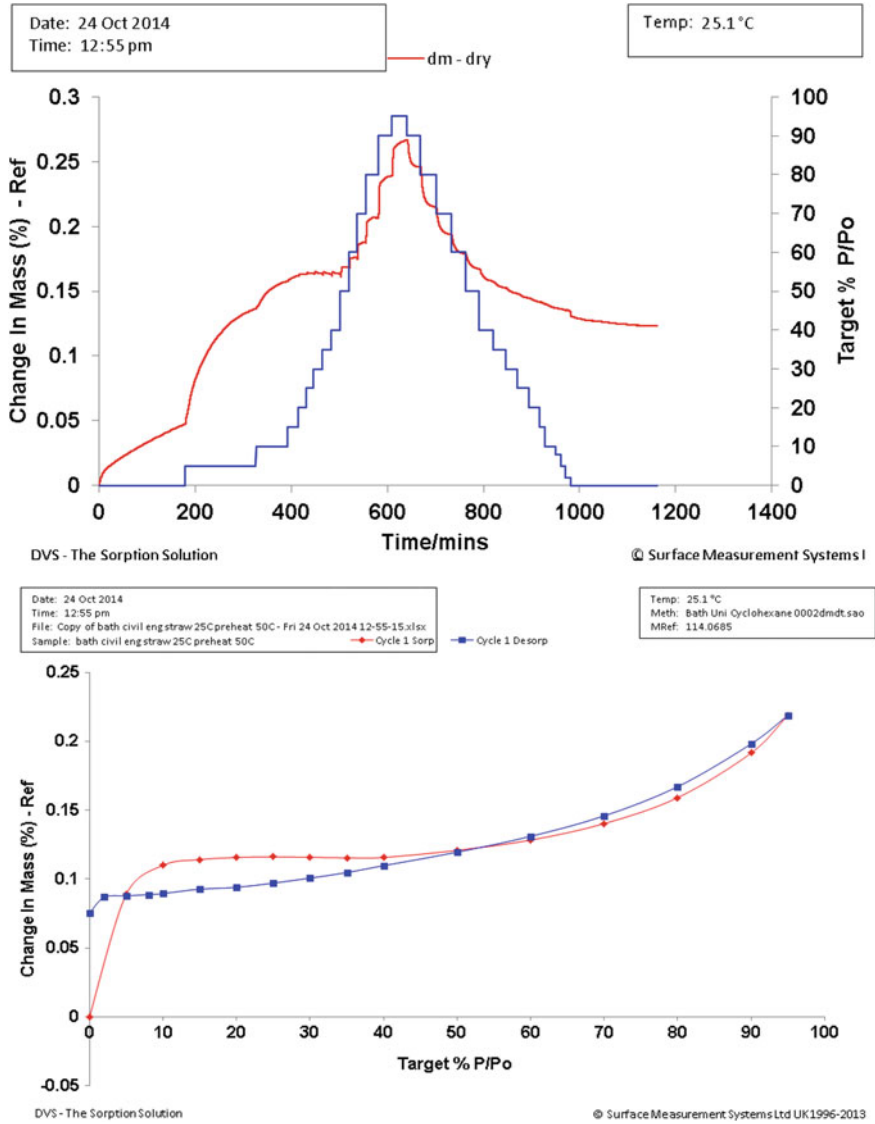 Date: 24 Oct 2014
Time: 12:55 pm
Temp: 25.1 °C
dm - dry
Change In Mass (%) - Ref
0.3
0.25
0.2
0.15
0.1
0.05
0
100
90
80
70
60
50
40
30
20
10
0
Target % P/Po
0 200 400 600 800 1000 1200 1400
Time/mins
DVS - The Sorption Solution
© Surface Measurement Systems l
Date: 24 Oct 2014
Time: 12:55 pm
File: Copy of bath civil eng straw 25C preheat 50C - Fri 24 Oct 2014 12-55-15.xlsx
Sample: bath civil eng straw 25C preheat 50C
Cycle 1 Sorp
Cycle 1 Desorp
Temp: 25.1 °C
Meth: Bath Uni Cyclohexane 0002dmdt.sao
MRef: 114.0685
Change In Mass (%) - Ref
0.25
0.2
0.15
0.1
0.05
0
-0.05
0 10 20 30 40 50 60 70 80 90 100
Target % P/Po
DVS - The Sorption Solution
© Surface Measurement Systems Ltd UK 1996-2013